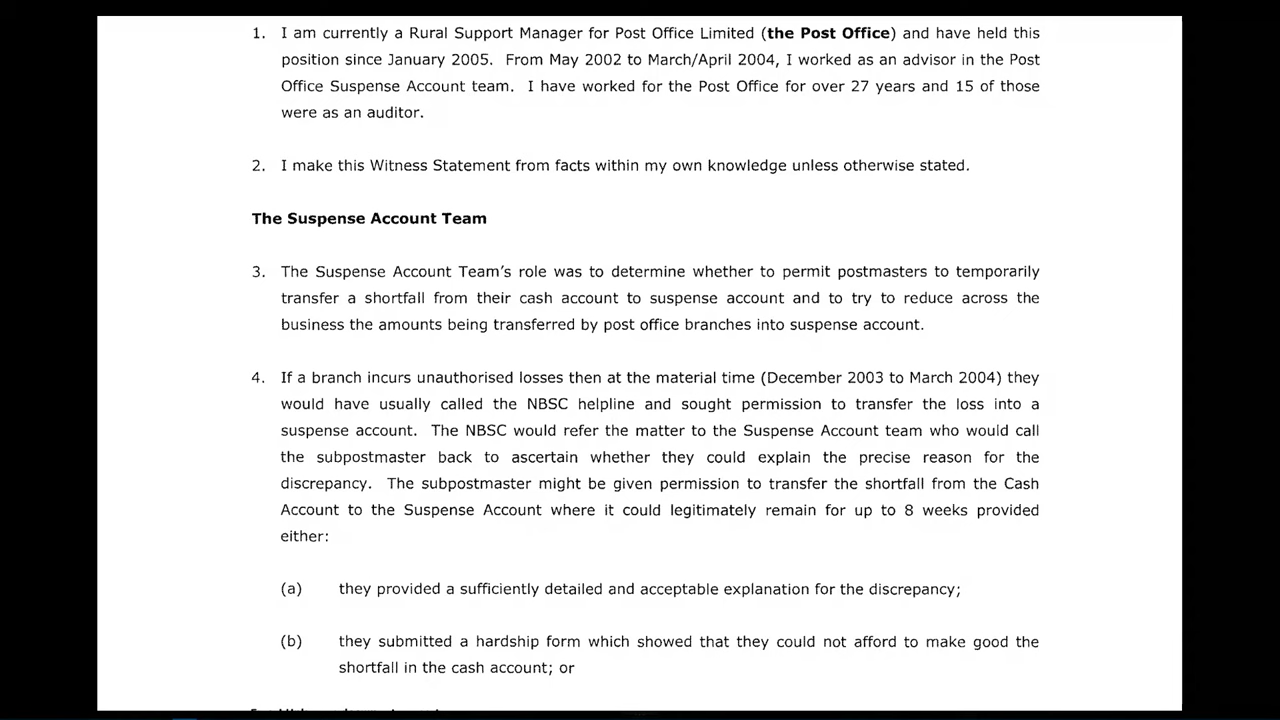 1. I am currently a Rural Support Manager for Post Office Limited (the Post Office) and have held this
position since January 2005. From May 2002 to March/April 2004, I worked as an advisor in the Post
Office Suspense Account team. I have worked for the Post Office for over 27 years and 15 of those
were as an auditor.
2. I make this Witness Statement from facts within my own knowledge unless otherwise stated.
The Suspense Account Team
3. The Suspense Account Team's role was to determine whether to permit postmasters to temporarily
transfer a shortfall from their cash account to suspense account and to try to reduce across the
business the amounts being transferred by post office branches into suspense account.
4. If a branch incurs unauthorised losses then at the material time (December 2003 to March 2004) they
would have usually called the NBSC helpline and sought permission to transfer the loss into a
suspense account. The NBSC would refer the matter to the Suspense Account team who would call
the subpostmaster back to ascertain whether they could explain the precise reason for the
discrepancy. The subpostmaster might be given permission to transfer the shortfall from the Cash
Account to the Suspense Account where it could legitimately remain for up to 8 weeks provided
either:
(a) they provided a sufficiently detailed and acceptable explanation for the discrepancy;
(b) they submitted a hardship form which showed that they could not afford to make good the
shortfall in the cash account; or